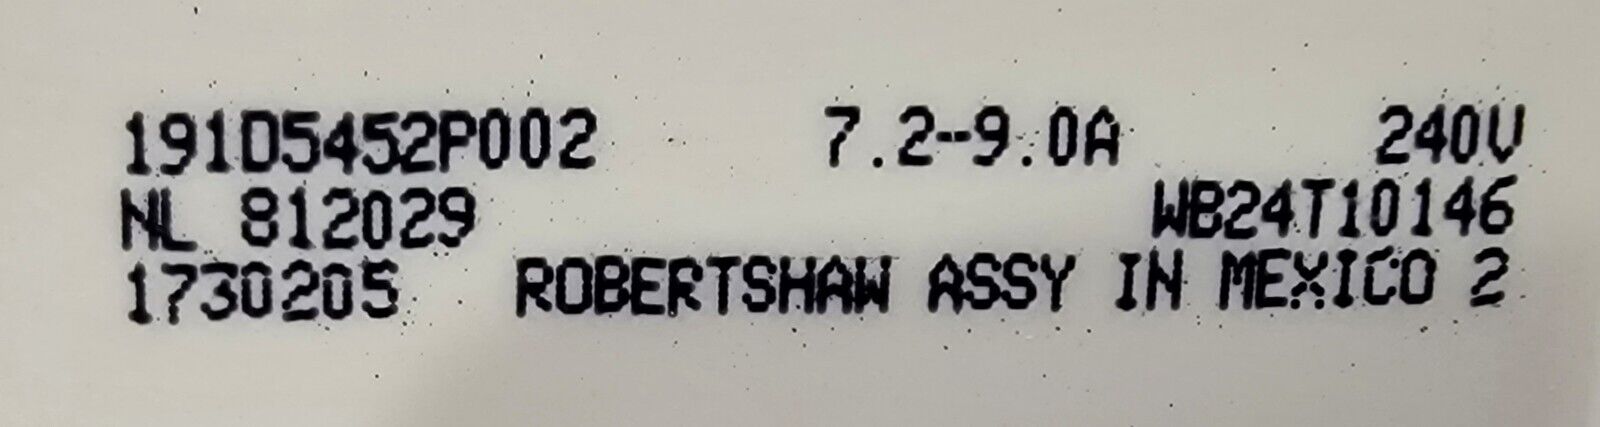 191D5452P002 7.2-9.0A 240V
NL 812029 WB24T10146
1730205 ROBERTSHAW ASSY IN MEXICO 2